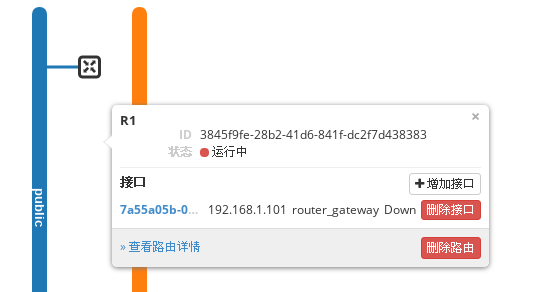 public
R1
ID 3845f9fe-28b2-41d6-841f-dc2f7d438383
状态 运行中
接口
增加接口
7a55a05b-0... 192.168.1.101 router_gateway Down 删除接口
» 查看路由详情
删除路由